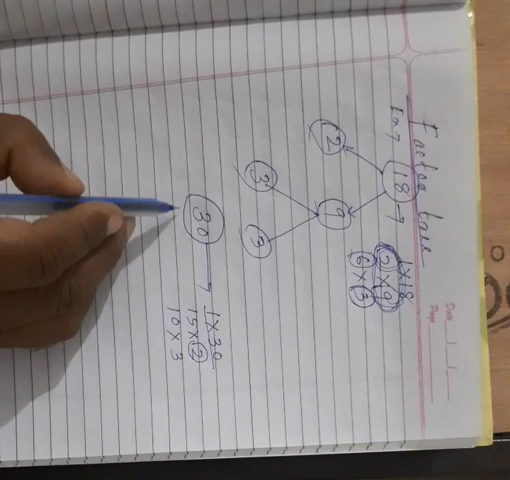 Date
Page
Factor tree
Ex → 18 → 1 x 18
2 x 9
6 x 3
2 9
3 3
30 → 1 x 30
15 x 2
10 x 3